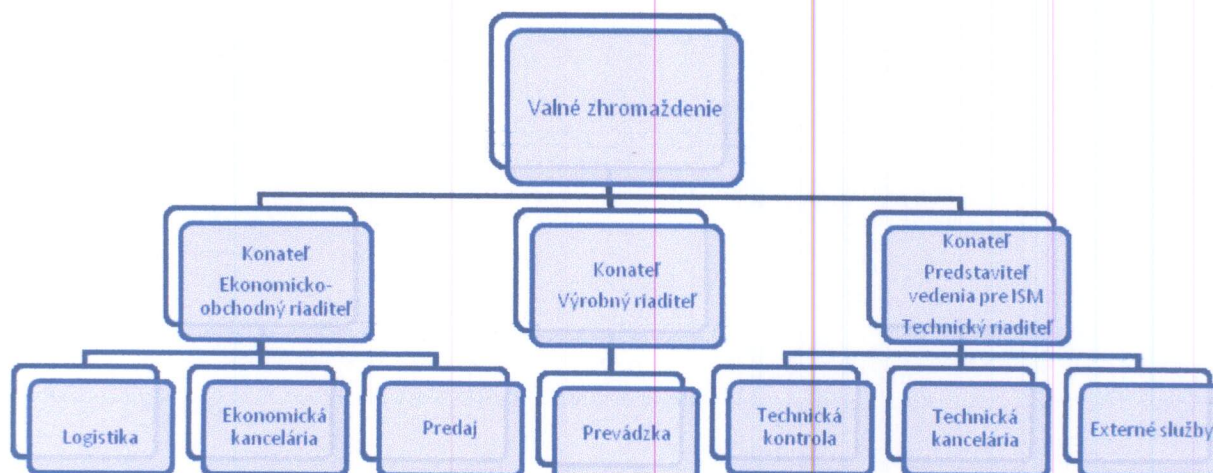 Valné zhromaždenie
Konateľ
Ekonomicko-
obchodný riaditeľ
Konateľ
Výrobný riaditeľ
Konateľ
Predstaviteľ
vedenia pre ISM
Technický riaditeľ
Logistika
Ekonomická
kancelária
Predaj
Prevádzka
Technická
kontrola
Technická
kancelária
Externé služby